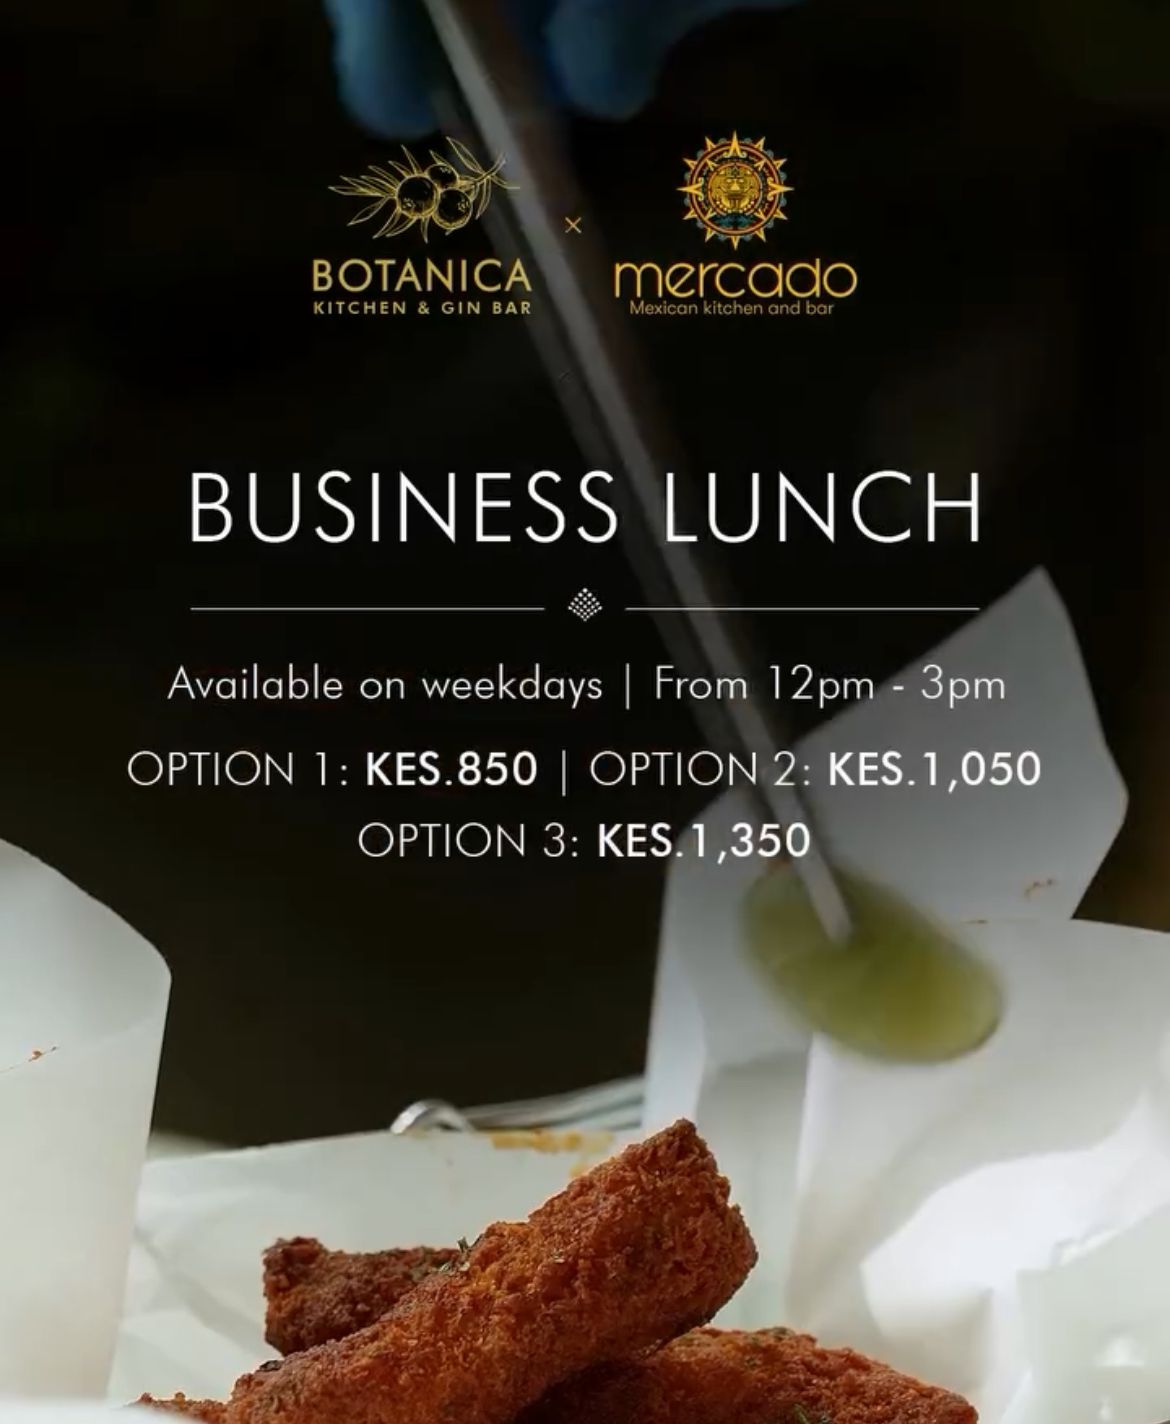 BOTANICA
KITCHEN & GIN BAR
×
mercado
Mexican kitchen and bar
BUSINESS LUNCH
Available on weekdays | From 12pm - 3pm
OPTION 1: KES.850 | OPTION 2: KES.1,050
OPTION 3: KES.1,350